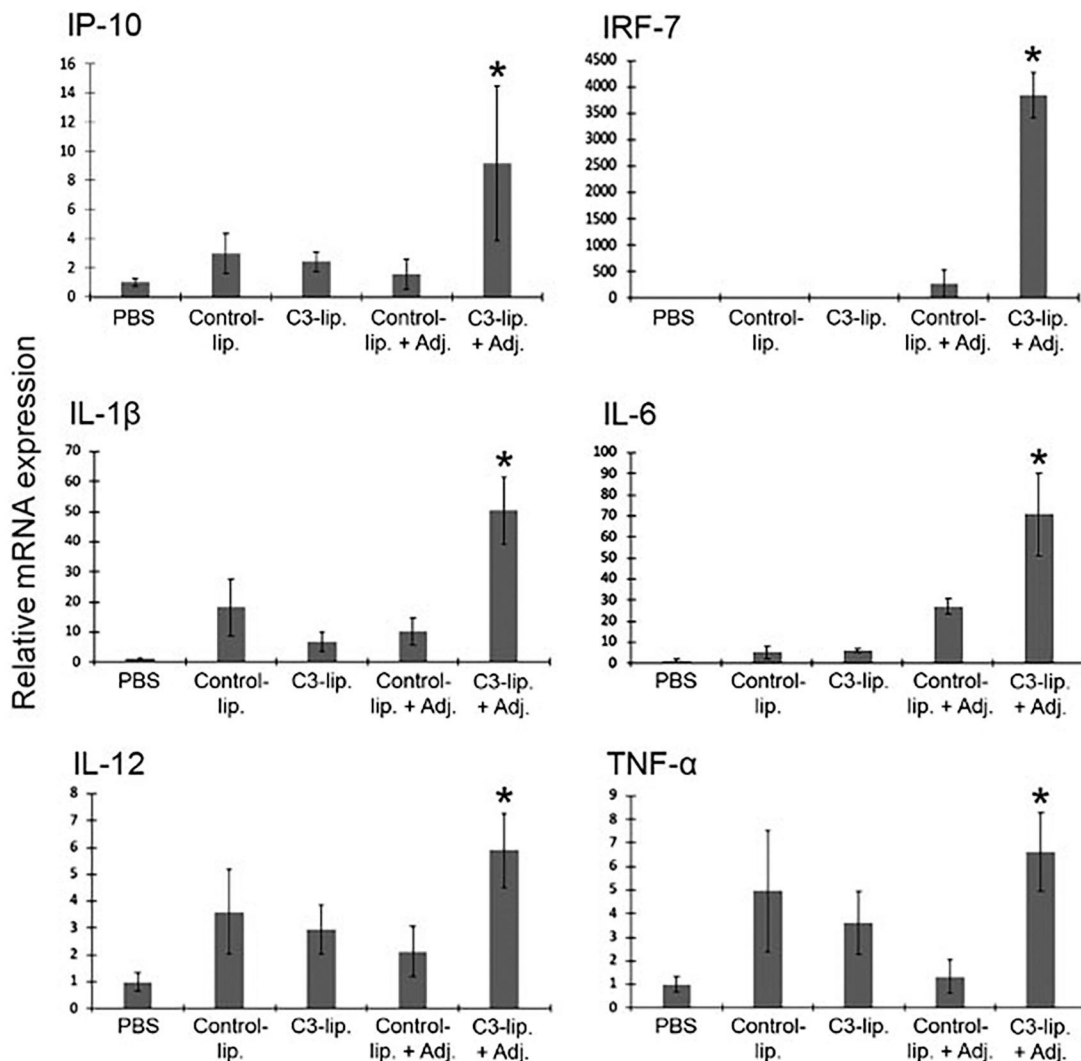 IP-10
16
14
12
10
8
6
4
2
0
*
PBS
Control-
lip.
C3-lip.
Control-
lip. + Adj.
C3-lip.
+ Adj.
IRF-7
4500
4000
3500
3000
2500
2000
1500
1000
500
0
*
PBS
Control-
lip.
C3-lip.
Control-
lip. + Adj.
C3-lip.
+ Adj.
Relative mRNA expression
IL-1β
70
60
50
40
30
20
10
0
*
PBS
Control-
lip.
C3-lip.
Control-
lip. + Adj.
C3-lip.
+ Adj.
IL-6
100
90
80
70
60
50
40
30
20
10
0
*
PBS
Control-
lip.
C3-lip.
Control-
lip. + Adj.
C3-lip.
+ Adj.
IL-12
8
7
6
5
4
3
2
1
0
*
PBS
Control-
lip.
C3-lip.
Control-
lip. + Adj.
C3-lip.
+ Adj.
TNF-α
9
8
7
6
5
4
3
2
1
0
*
PBS
Control-
lip.
C3-lip.
Control-
lip. + Adj.
C3-lip.
+ Adj.